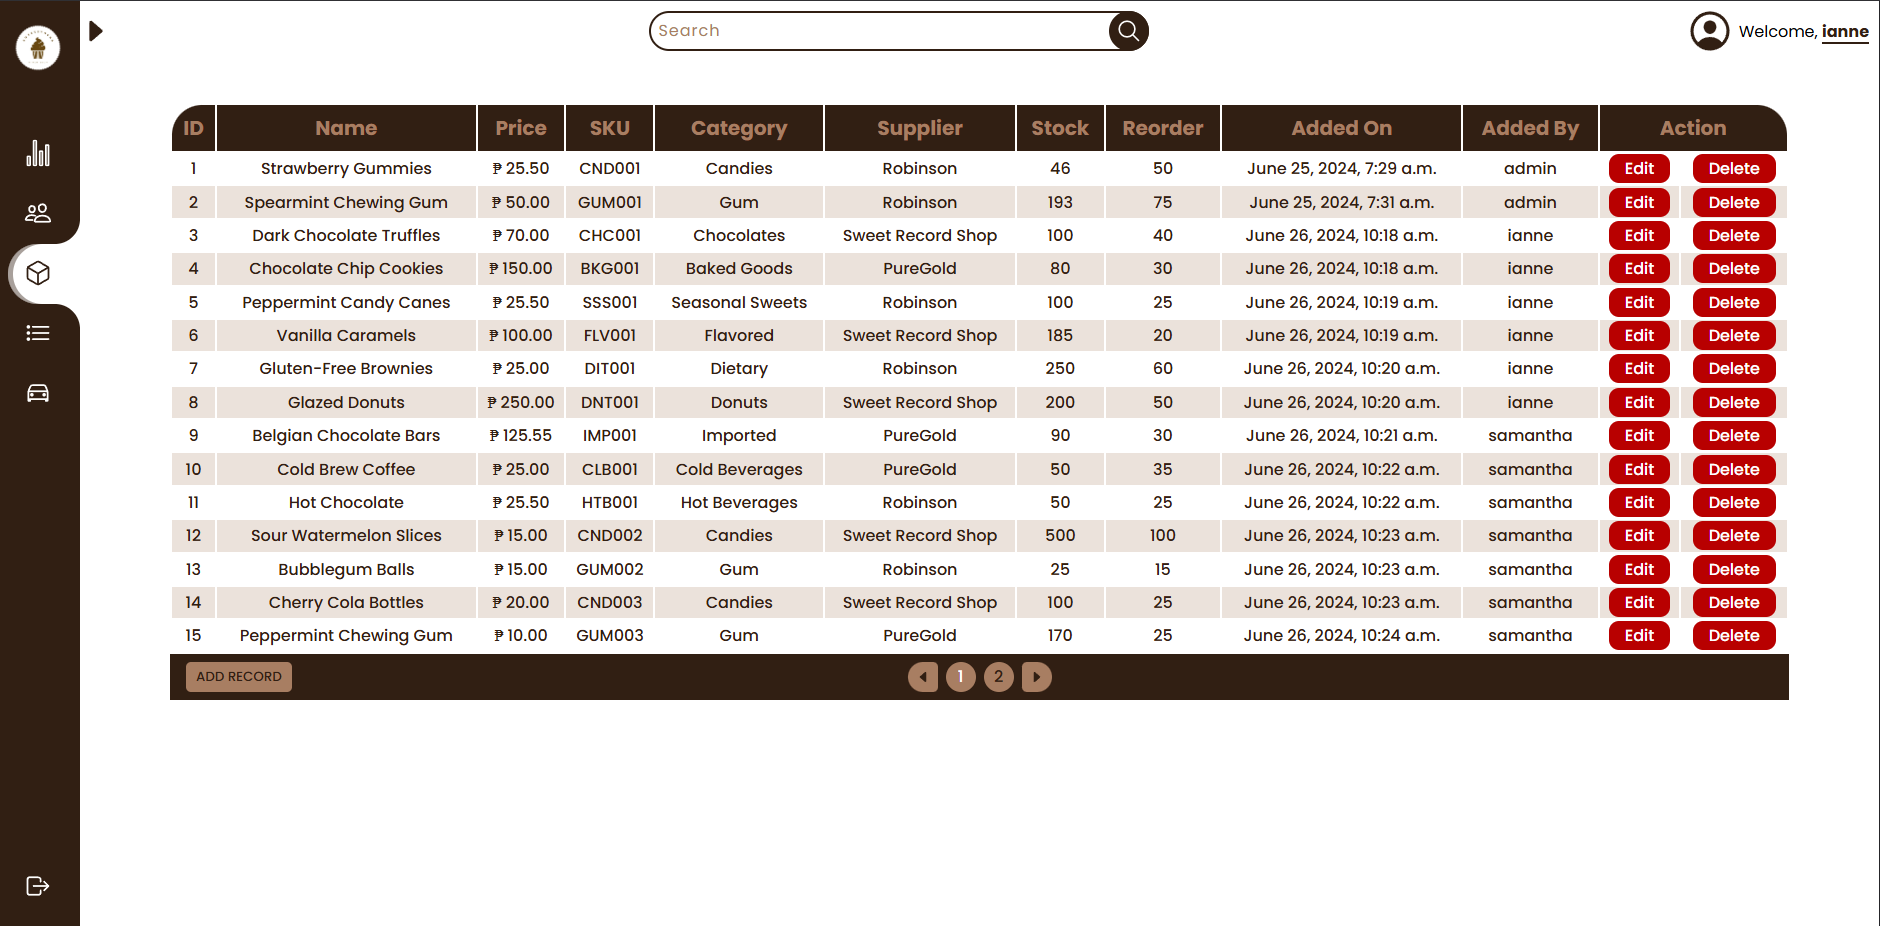 Search
Welcome, ianne
ID Name Price SKU Category Supplier Stock Reorder Added On Added By Action
1 Strawberry Gummies ₱ 25.50 CND001 Candies Robinson 46 50 June 25, 2024, 7:29 a.m. admin Edit Delete
2 Spearmint Chewing Gum ₱ 50.00 GUM001 Gum Robinson 193 75 June 25, 2024, 7:31 a.m. admin Edit Delete
3 Dark Chocolate Truffles ₱ 70.00 CHC001 Chocolates Sweet Record Shop 100 40 June 26, 2024, 10:18 a.m. ianne Edit Delete
4 Chocolate Chip Cookies ₱ 150.00 BKG001 Baked Goods PureGold 80 30 June 26, 2024, 10:18 a.m. ianne Edit Delete
5 Peppermint Candy Canes ₱ 25.50 SSS001 Seasonal Sweets Robinson 100 25 June 26, 2024, 10:19 a.m. ianne Edit Delete
6 Vanilla Caramels ₱ 100.00 FLV001 Flavored Sweet Record Shop 185 20 June 26, 2024, 10:19 a.m. ianne Edit Delete
7 Gluten-Free Brownies ₱ 25.00 DIT001 Dietary Robinson 250 60 June 26, 2024, 10:20 a.m. ianne Edit Delete
8 Glazed Donuts ₱ 250.00 DNT001 Donuts Sweet Record Shop 200 50 June 26, 2024, 10:20 a.m. ianne Edit Delete
9 Belgian Chocolate Bars ₱ 125.55 IMP001 Imported PureGold 90 30 June 26, 2024, 10:21 a.m. samantha Edit Delete
10 Cold Brew Coffee ₱ 25.00 CLB001 Cold Beverages PureGold 50 35 June 26, 2024, 10:22 a.m. samantha Edit Delete
11 Hot Chocolate ₱ 25.50 HTB001 Hot Beverages Robinson 50 25 June 26, 2024, 10:22 a.m. samantha Edit Delete
12 Sour Watermelon Slices ₱ 15.00 CND002 Candies Sweet Record Shop 500 100 June 26, 2024, 10:23 a.m. samantha Edit Delete
13 Bubblegum Balls ₱ 15.00 GUM002 Gum Robinson 25 15 June 26, 2024, 10:23 a.m. samantha Edit Delete
14 Cherry Cola Bottles ₱ 20.00 CND003 Candies Sweet Record Shop 100 25 June 26, 2024, 10:23 a.m. samantha Edit Delete
15 Peppermint Chewing Gum ₱ 10.00 GUM003 Gum PureGold 170 25 June 26, 2024, 10:24 a.m. samantha Edit Delete
ADD RECORD 1 2